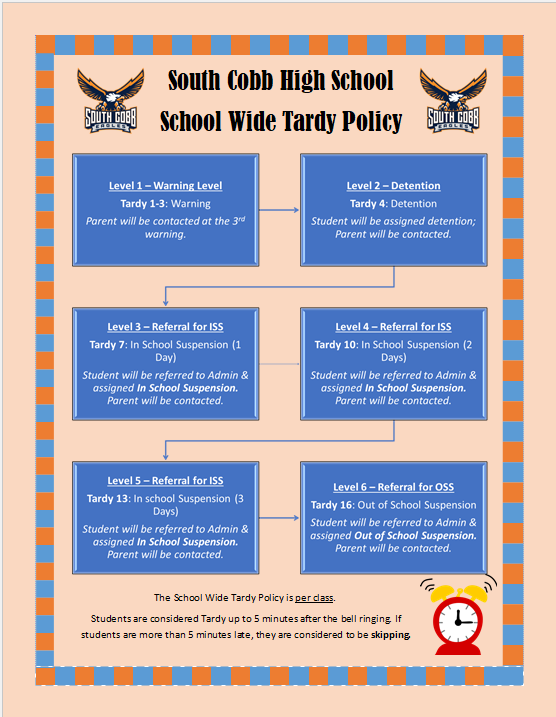 South Cobb High School
School Wide Tardy Policy
SOUTH COBB
EAGLES
SOUTH COBB
EAGLES
Level 1 – Warning Level
Tardy 1-3: Warning
Parent will be contacted at the 3rd
warning.
Level 2 – Detention
Tardy 4: Detention
Student will be assigned detention;
Parent will be contacted.
Level 3 – Referral for ISS
Tardy 7: In School Suspension (1
Day)
Student will be referred to Admin &
assigned In School Suspension.
Parent will be contacted.
Level 4 – Referral for ISS
Tardy 10: In School Suspension (2
Days)
Student will be referred to Admin &
assigned In School Suspension.
Parent will be contacted.
Level 5 – Referral for ISS
Tardy 13: In school Suspension (3
Days)
Student will be referred to Admin &
assigned In School Suspension.
Parent will be contacted.
Level 6 – Referral for OSS
Tardy 16: Out of School Suspension
Student will be referred to Admin &
assigned Out of School Suspension.
Parent will be contacted.
The School Wide Tardy Policy is per class.
Students are considered Tardy up to 5 minutes after the bell ringing. If
students are more than 5 minutes late, they are considered to be skipping.